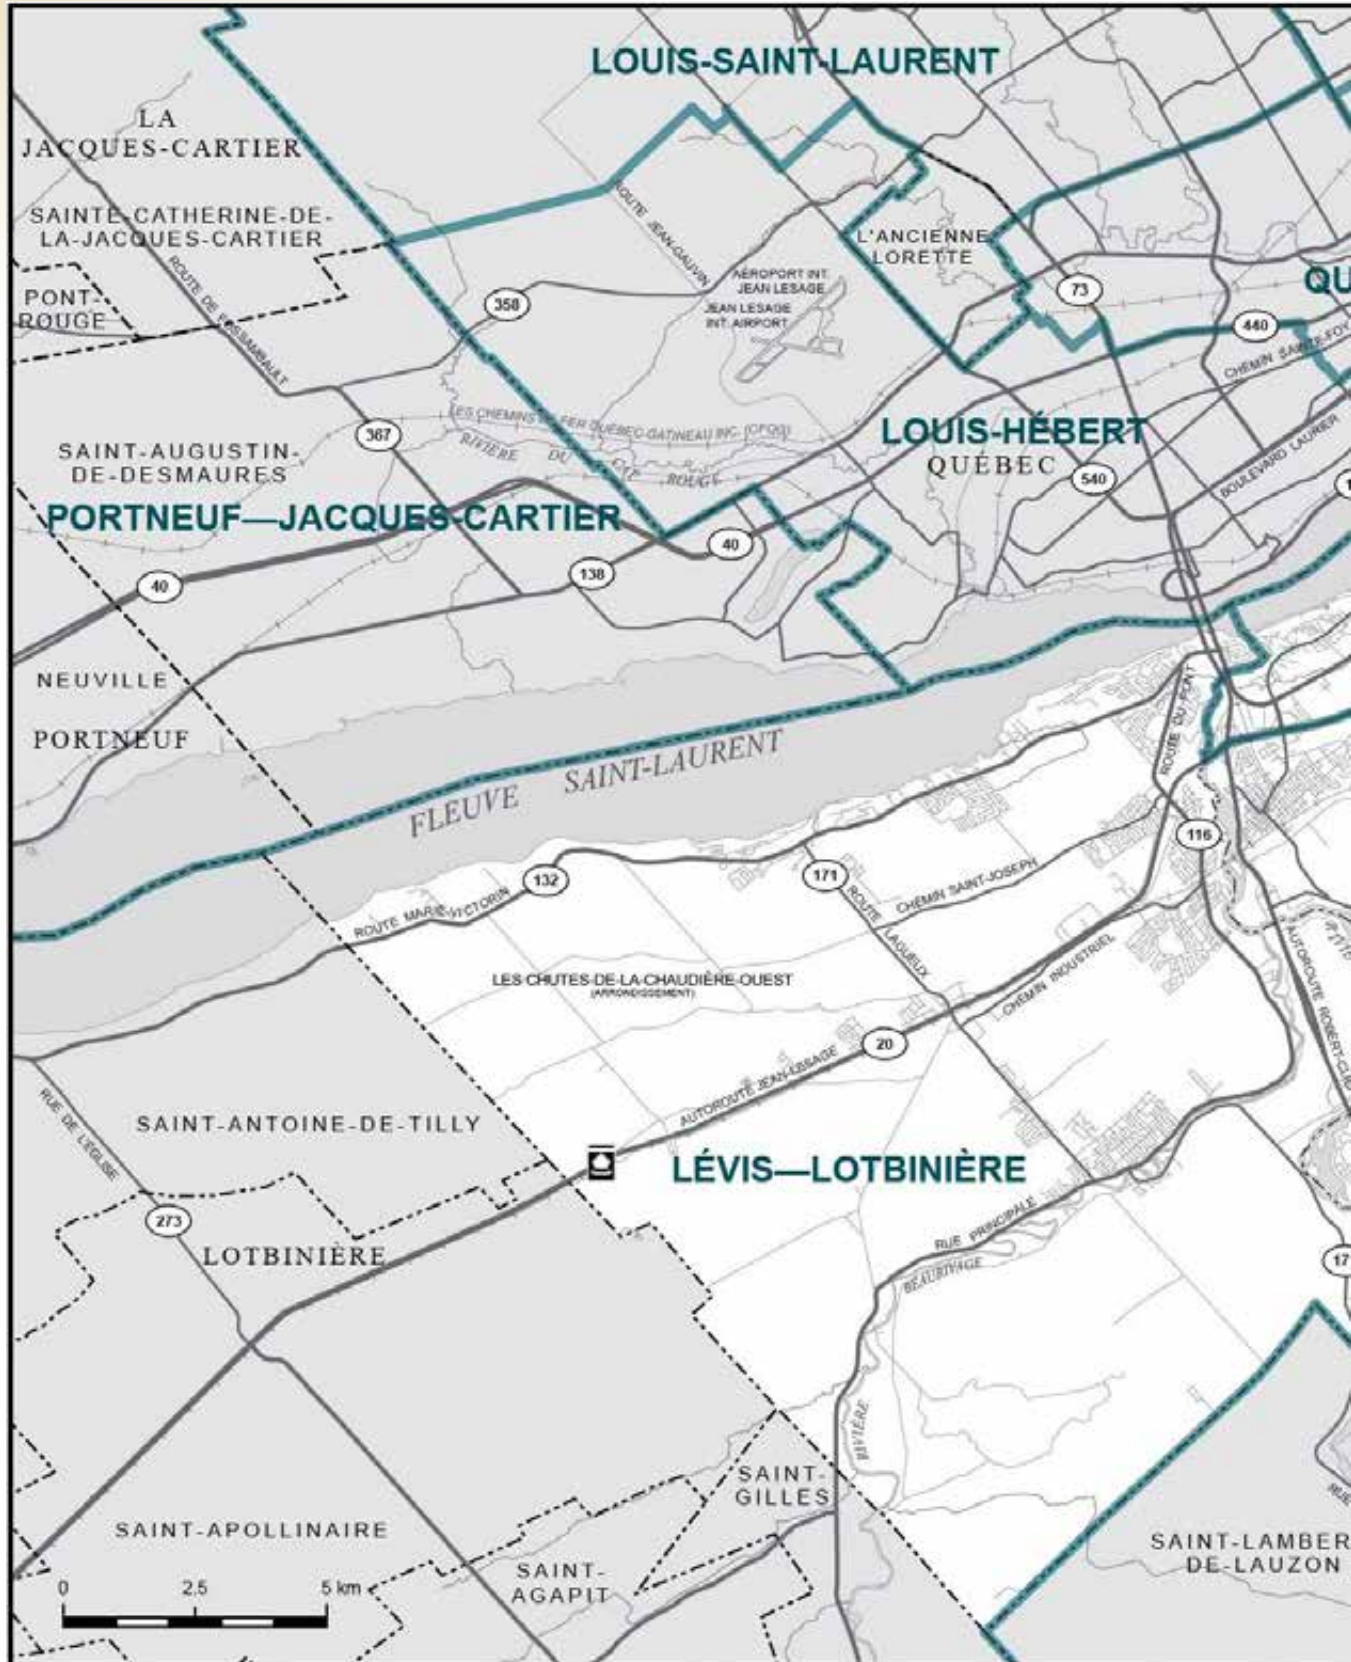 LOUIS-SAINT-LAURENT
LA
JACQUES-CARTIER
SAINTE-CATHERINE-DE-
LA-JACQUES-CARTIER
PONT-
ROUGE
ROUTE DE FOSSAMBAULT
ROUTE JEAN-GAUVIN
L'ANCIENNE
LORETTE
AÉROPORT INT.
JEAN LESAGE
JEAN LESAGE
INT. AIRPORT
358
73
QU
440
CHEMIN SAINTE-FOY
LES CHEMINS DE FER QUÉBEC-GATINEAU INC. (CFQG)
RIVIÈRE DU CAP ROUGE
367
SAINT-AUGUSTIN-
DE-DESMAURES
LOUIS-HÉBERT
QUÉBEC
540
BOULEVARD LAURIER
1
PORTNEUF—JACQUES-CARTIER
40
40
138
NEUVILLE
PORTNEUF
FLEUVE SAINT-LAURENT
ROUTE DU PONT
116
132
171
ROUTE MARIE-VICTORIN
CHEMIN SAINT-JOSEPH
ROUTE LAGUEUX
LES CHUTES-DE-LA-CHAUDIÈRE-OUEST
(ARRONDISSEMENT)
CHEMIN INDUSTRIEL
20
AUTOROUTE JEAN-LESAGE
AUTOROUTE ROBERT-CLICHE
RUE DE L'ÉGLISE
SAINT-ANTOINE-DE-TILLY
LÉVIS—LOTBINIÈRE
273
LOTBINIÈRE
RUE PRINCIPALE
BEAURIVAGE
17
RIVIÈRE
SAINT-
GILLES
SAINT-APOLLINAIRE
SAINT-
AGAPIT
SAINT-LAMBER
DE-LAUZON
RUE
0 2,5 5 km